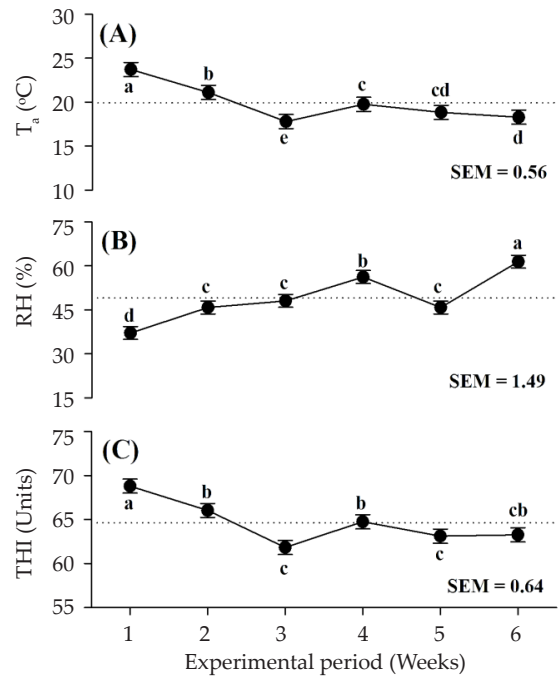 (A)
30
25
20
15
10
Ta (oC)
a
b
e
c
cd
d
SEM = 0.56
(B)
75
60
45
30
15
RH (%)
d
c
c
b
c
a
SEM = 1.49
(C)
75
70
65
60
55
THI (Units)
a
b
c
b
c
cb
SEM = 0.64
1 2 3 4 5 6
Experimental period (Weeks)